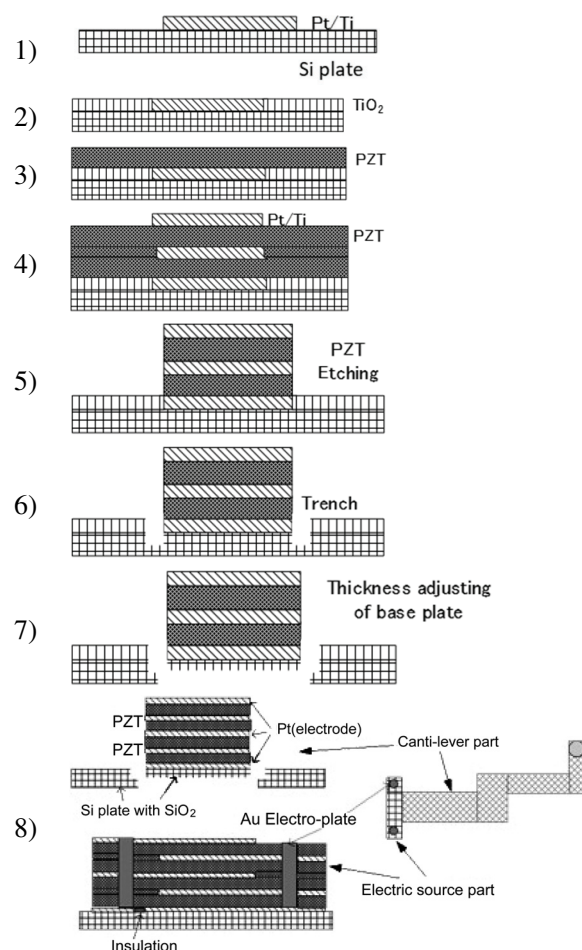 1)
Pt/Ti
Si plate
2)
TiO₂
3)
PZT
4)
Pt/Ti
PZT
5)
PZT
Etching
6)
Trench
7)
Thickness adjusting
of base plate
PZT
PZT
Pt(electrode)
Canti-lever part
Si plate with SiO₂
8)
Au Electro-plate
Electric source part
Insulation